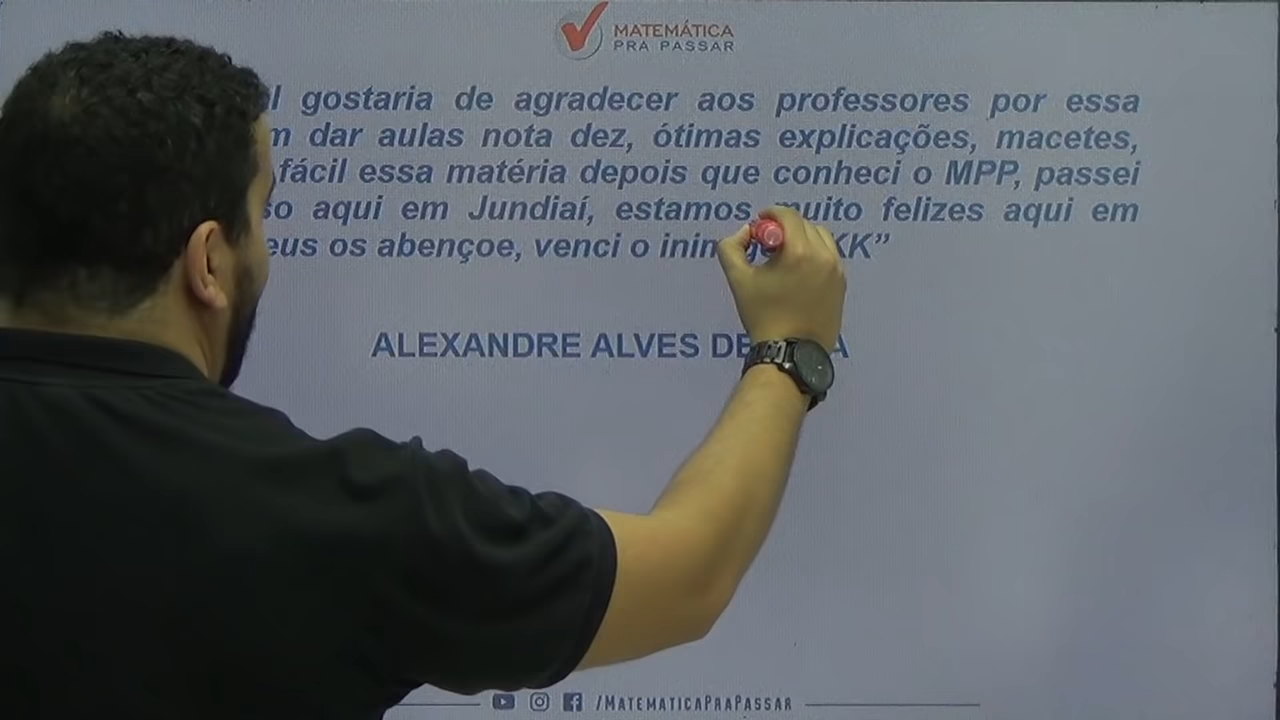 MATEMÁTICA
PRA PASSAR
gostaria de agradecer aos professores por essa
dar aulas nota dez, ótimas explicações, macetes,
fácil essa matéria depois que conheci o MPP, passei
aqui em Jundiaí, estamos muito felizes aqui em
os abençoe, venci o
ALEXANDRE ALVES
/MATEMATICAPRAPASSAR